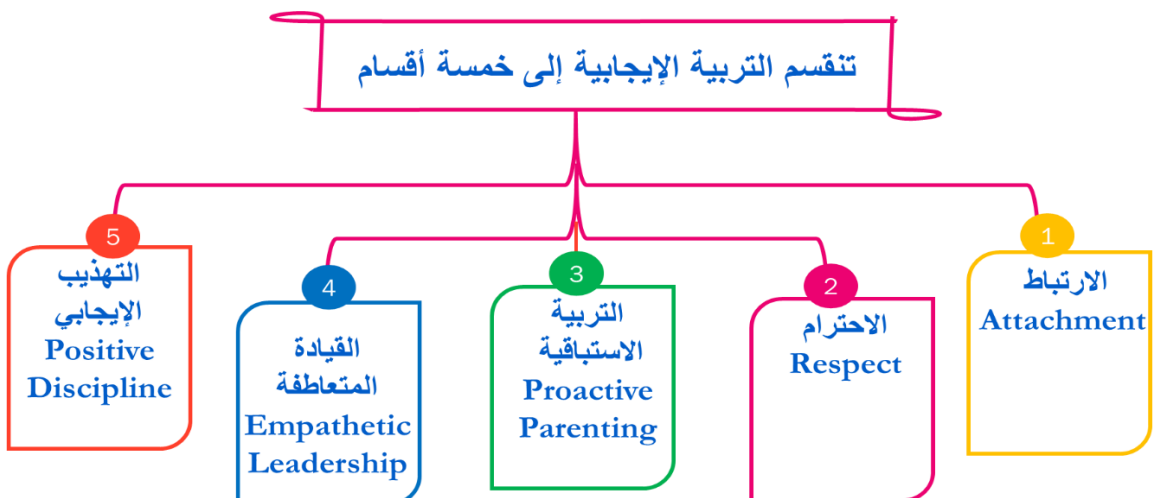 تنقسم التربية الإيجابية إلى خمسة أقسام
1
الارتباط
Attachment
2
الاحترام
Respect
3
التربية
الاستباقية
Proactive
Parenting
4
القيادة
المتعاطفة
Empathetic
Leadership
5
التهذيب
الإيجابي
Positive
Discipline